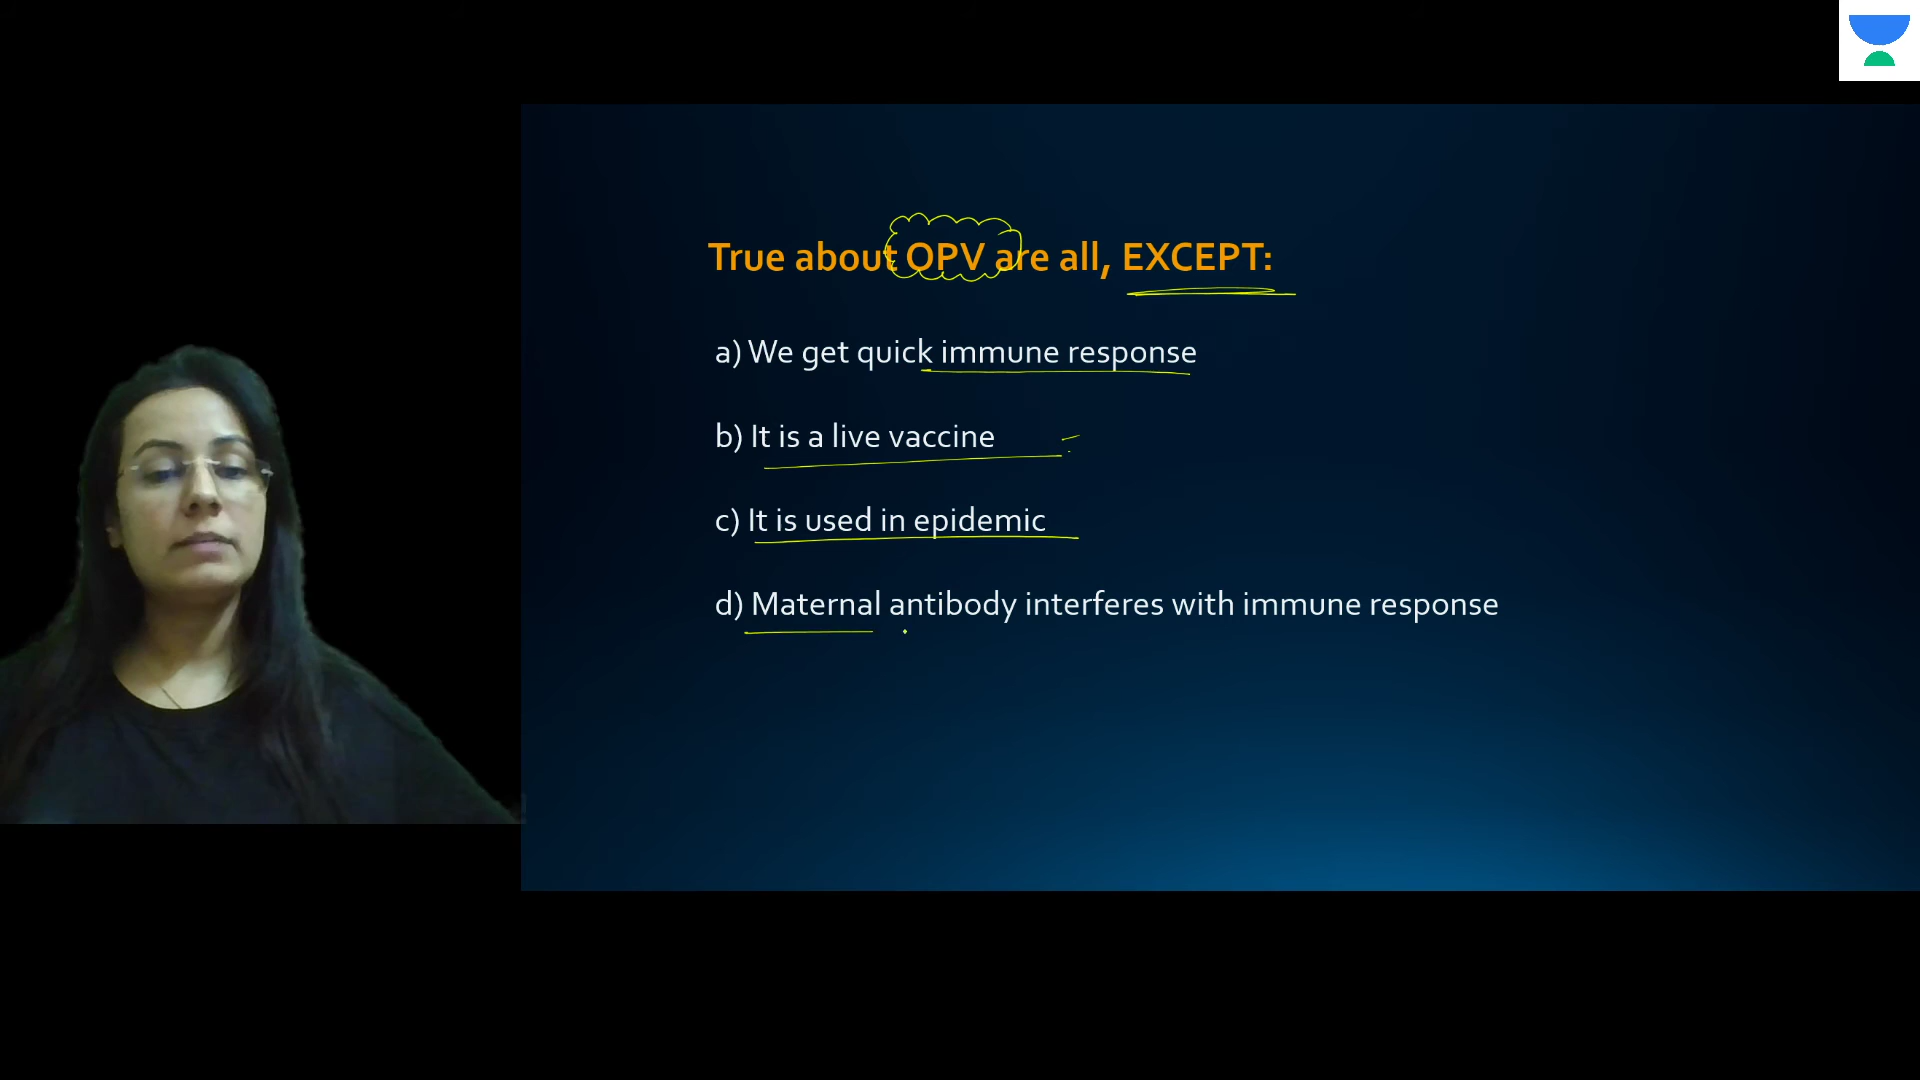 True about OPV are all, EXCEPT:
a) We get quick immune response
b) It is a live vaccine
c) It is used in epidemic
d) Maternal antibody interferes with immune response